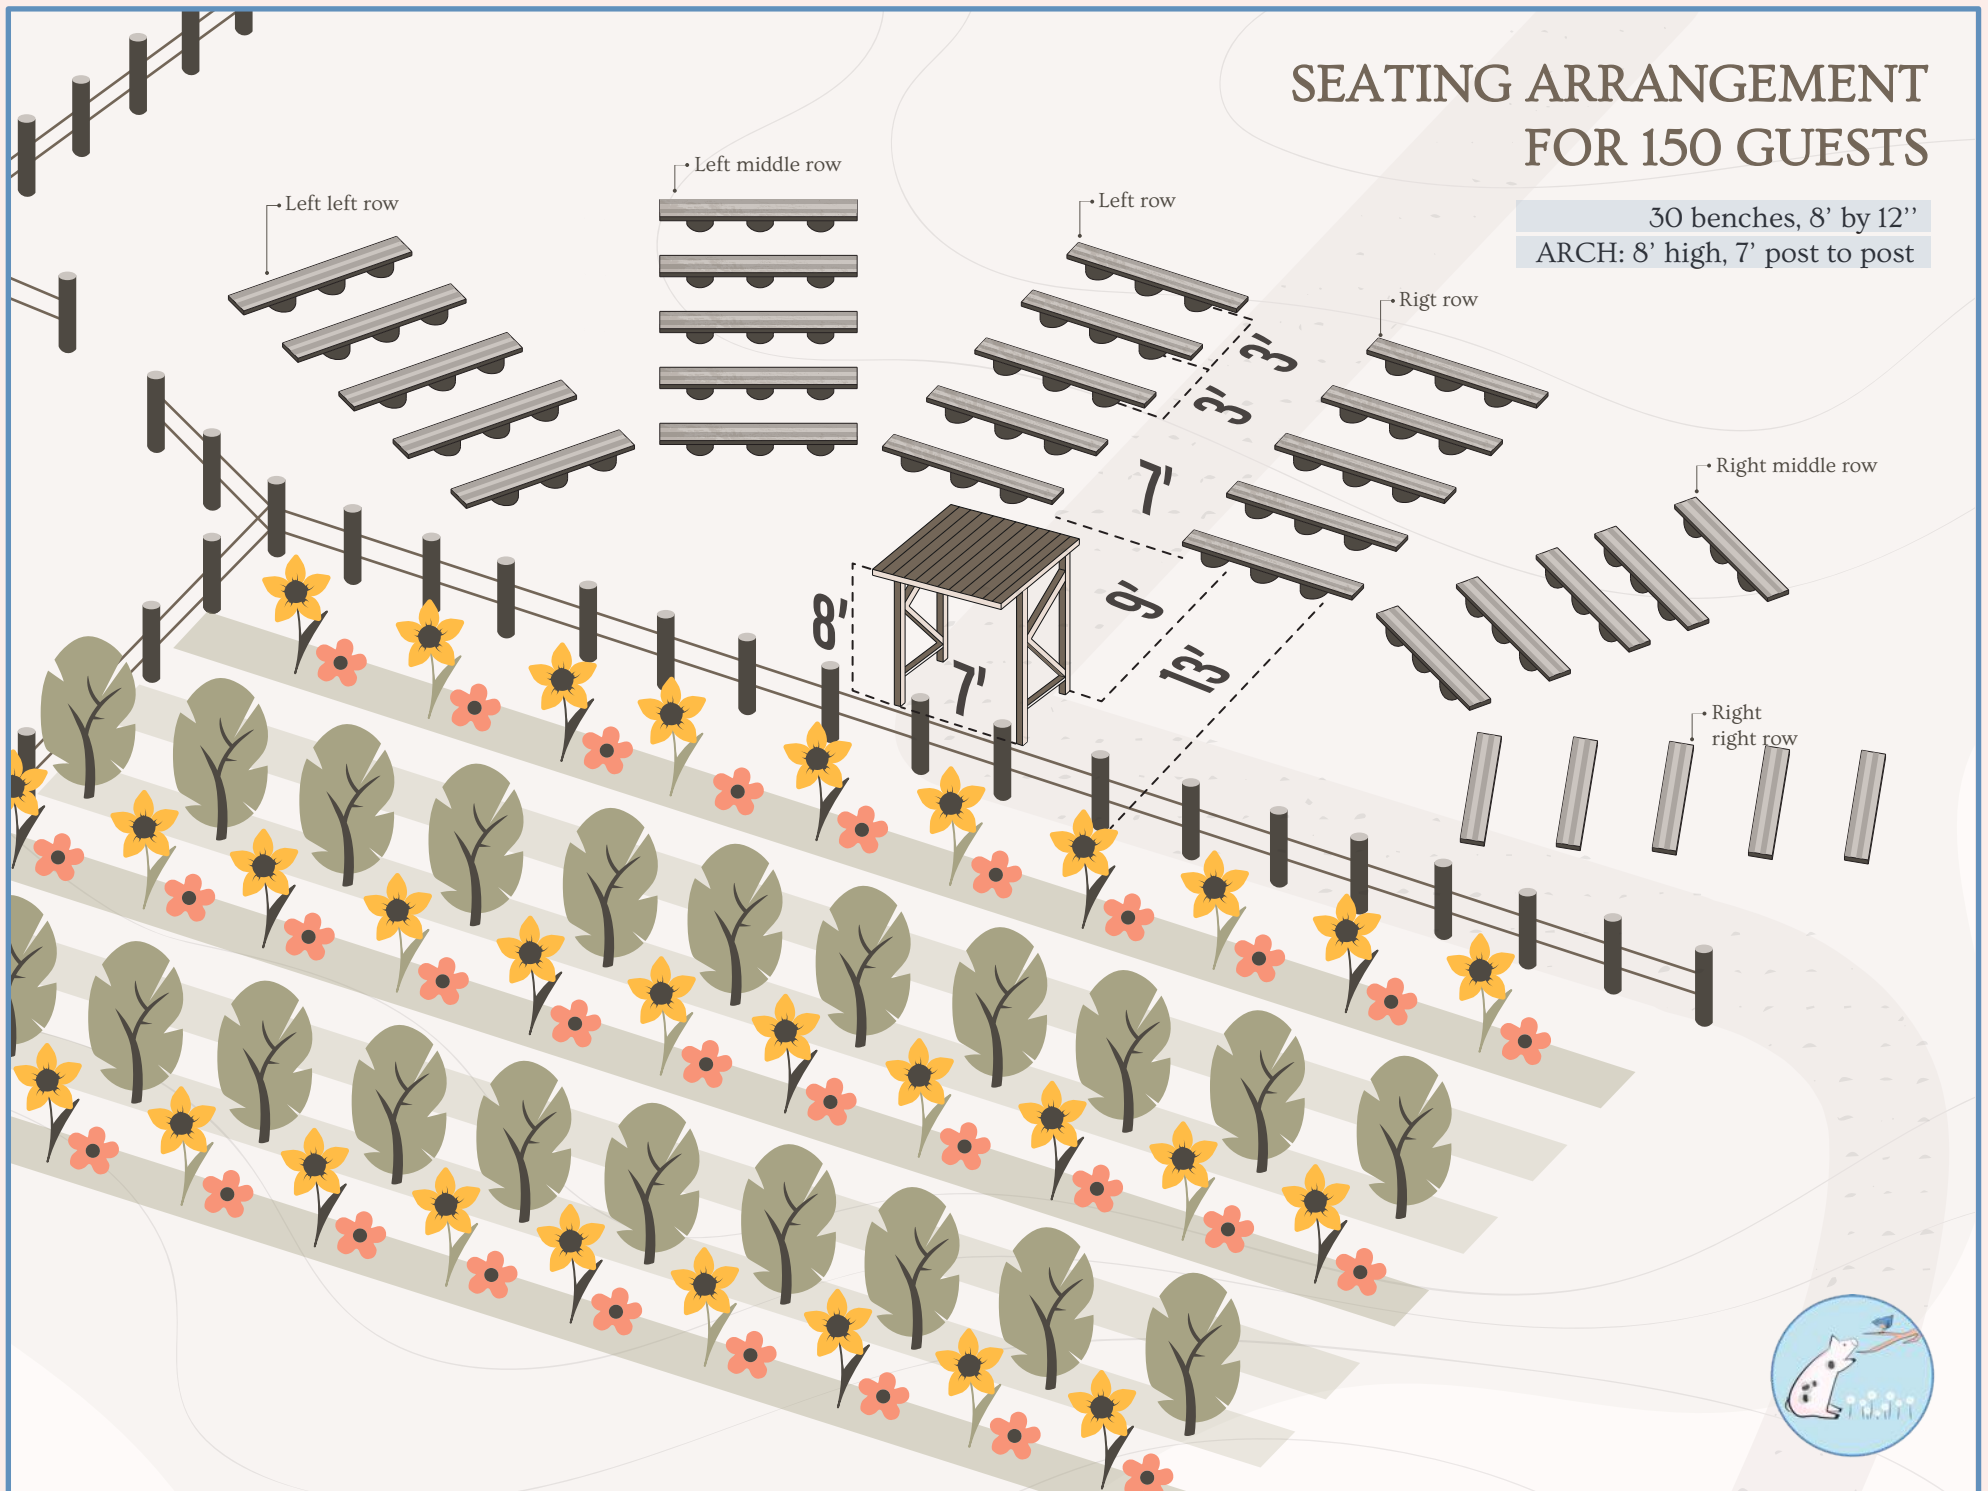 SEATING ARRANGEMENT
FOR 150 GUESTS
30 benches, 8’ by 12’’
ARCH: 8’ high, 7’ post to post
Left left row
Left middle row
Left row
Rigt row
Right middle row
Right
right row
3'
3'
7'
9'
13'
8'
7'